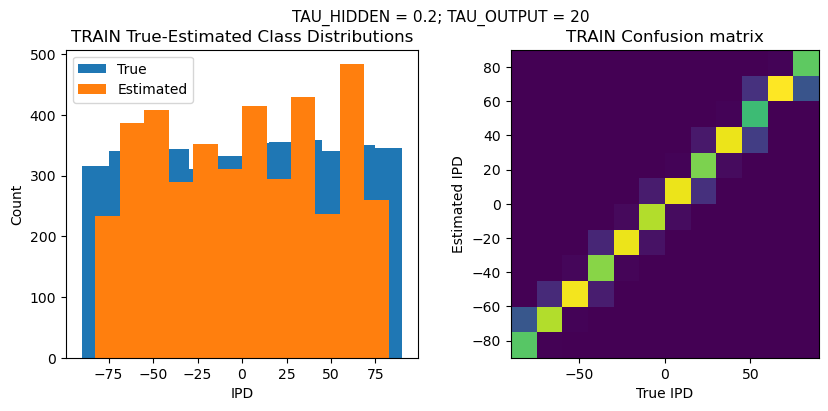 TAU_HIDDEN = 0.2; TAU_OUTPUT = 20
TRAIN True-Estimated Class Distributions
True
Estimated
500
400
300
200
100
0
Count
−75
−50
−25
0
25
50
75
IPD
TRAIN Confusion matrix
80
60
40
20
0
−20
−40
−60
−80
Estimated IPD
−50
0
50
True IPD